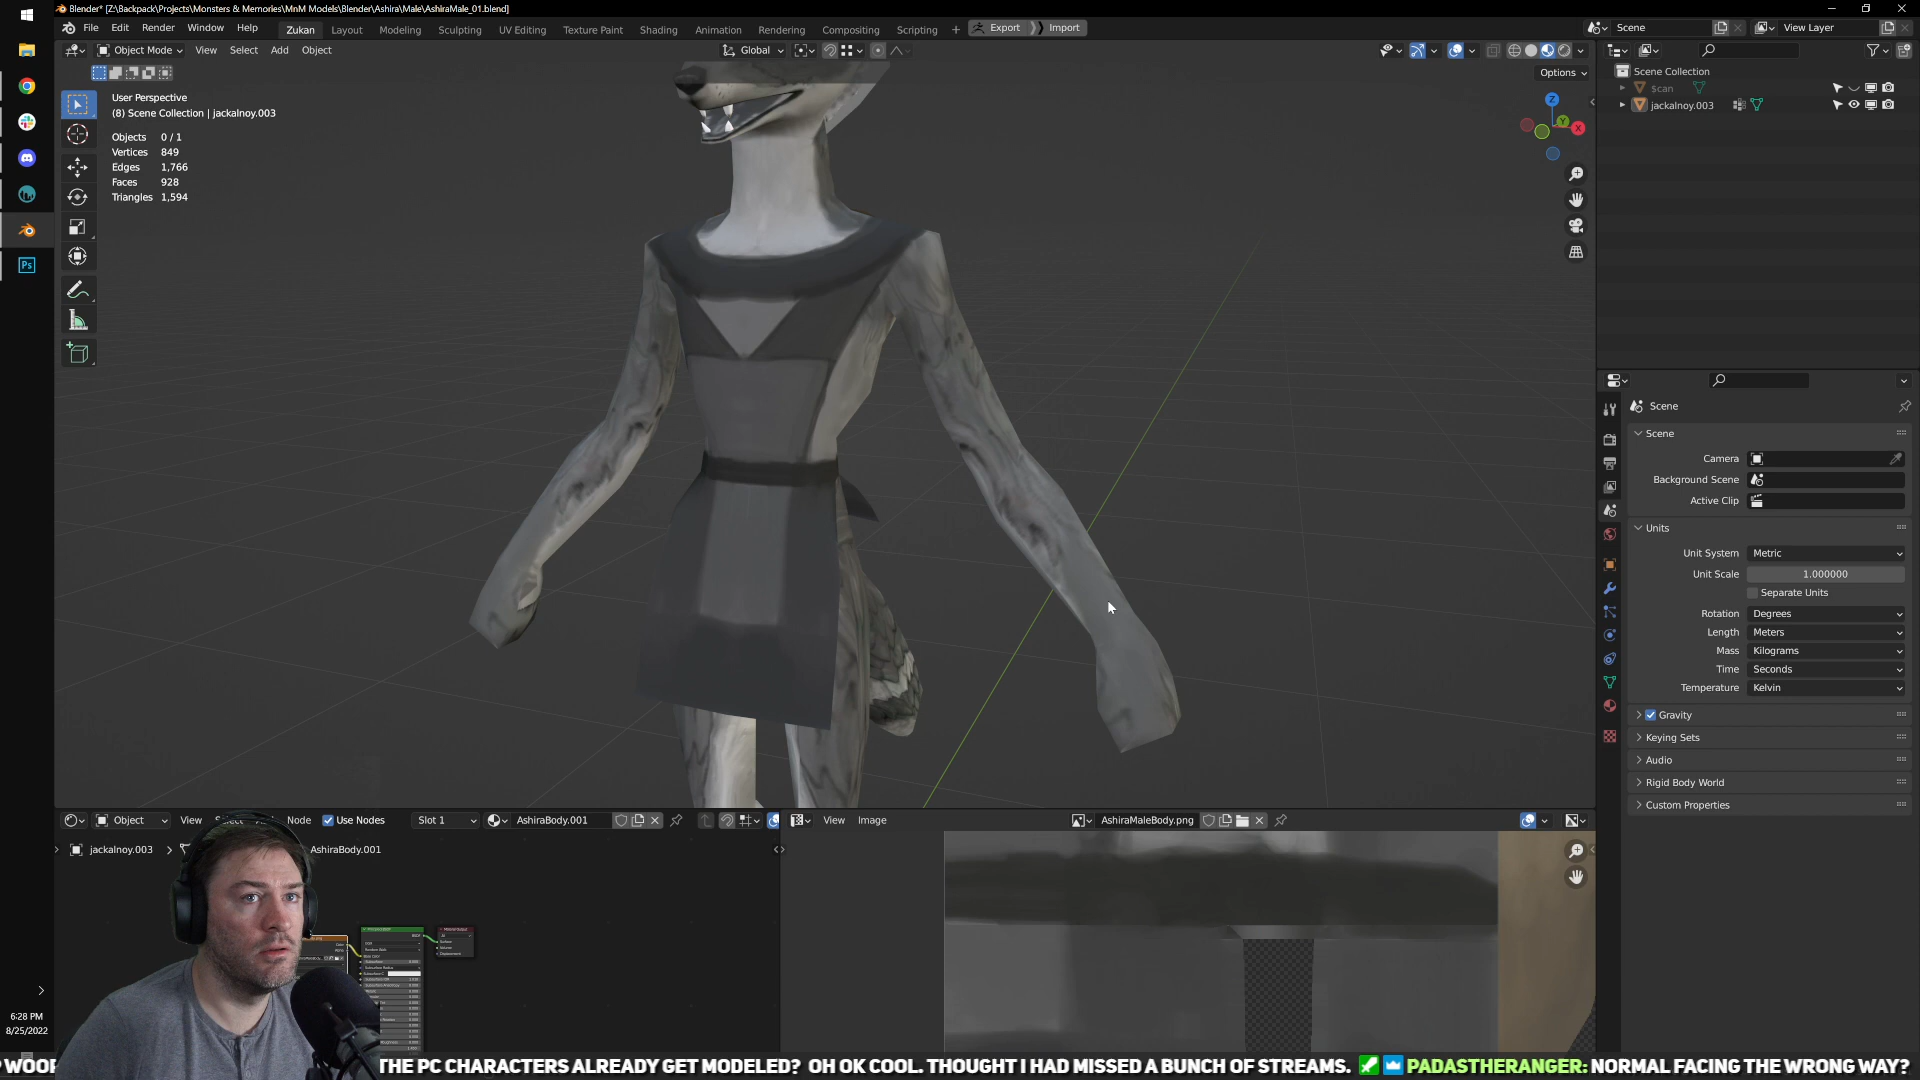 Blender* [Z:\Backpack\Projects\Monsters & Memories\MnM Models\Blender\Ashira\Male\AshiraMale_01.blend]
File Edit Render Window Help Zukan Layout Modeling Sculpting UV Editing Texture Paint Shading Animation Rendering Compositing Scripting + Export Import Scene View Layer
Object Mode View Select Add Object Global
Options
User Perspective
(8) Scene Collection | jackalnoy.003
Objects 0 / 1
Vertices 849
Edges 1,766
Faces 928
Triangles 1,594
Z
Y
X
Scene Collection
$can
jackalnoy.003
Scene
Scene
Camera
Background Scene
Active Clip
Units
Unit System Metric
Unit Scale 1.000000
Separate Units
Rotation Degrees
Length Meters
Mass Kilograms
Time Seconds
Temperature Kelvin
Gravity
Keying Sets
Audio
Rigid Body World
Custom Properties
Object View Node Use Nodes Slot 1 AshiraBody.001
View Image AshiraMaleBody.png
jackalnoy.003 AshiraBody.001
Ps
6:28 PM
8/25/2022
THE PC CHARACTERS ALREADY GET MODELED? OH OK COOL. THOUGHT I HAD MISSED A BUNCH OF STREAMS. PADASTHERANGER: NORMAL FACING THE WRONG WAY?